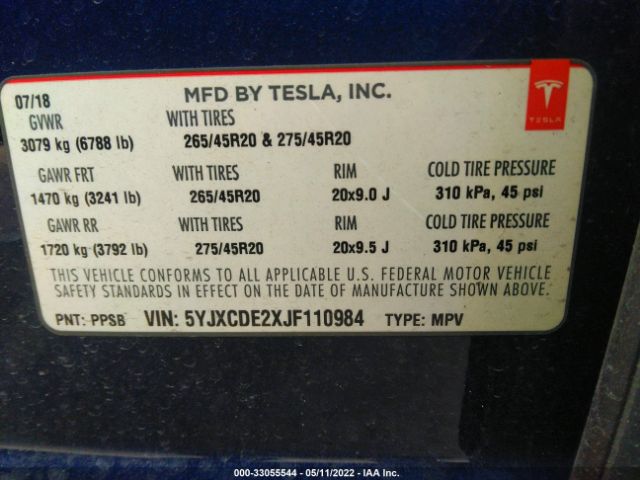 07/18
MFD BY TESLA, INC.
TESLA
GVWR WITH TIRES
3079 kg (6788 lb) 265/45R20 & 275/45R20
GAWR FRT WITH TIRES RIM COLD TIRE PRESSURE
1470 kg (3241 lb) 265/45R20 20x9.0 J 310 kPa, 45 psi
GAWR RR WITH TIRES RIM COLD TIRE PRESSURE
1720 kg (3792 lb) 275/45R20 20x9.5 J 310 kPa, 45 psi
THIS VEHICLE CONFORMS TO ALL APPLICABLE U.S. FEDERAL MOTOR VEHICLE
SAFETY STANDARDS IN EFFECT ON THE DATE OF MANUFACTURE SHOWN ABOVE.
PNT: PPSB VIN: 5YJXCDE2XJF110984 TYPE: MPV
000-33055544 - 05/11/2022 - IAA Inc.